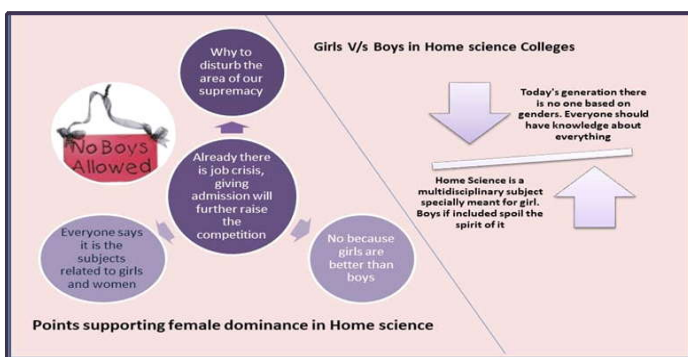 Girls V/s Boys in Home science Colleges
Why to
disturb the
area of our
supremacy
No Boys
Allowed
Already there
is job crisis,
giving
admission will
further raise
the
competition
Everyone says
it is the
subjects
related to girls
and women
No because
girls are
better than
boys
Points supporting female dominance in Home science
Today's generation there
is no one based on
genders. Everyone should
have knowledge about
everything
Home Science is a
multidisciplinary subject
specially meant for girl.
Boys if included spoil the
spirit of it